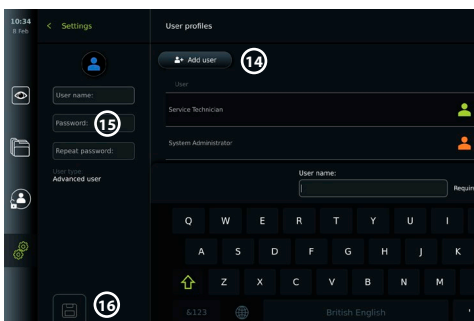 10:34
8 Feb
< Settings
User profiles
Add user
14
User
User name:
Service Technician
Password:
15
Repeat password:
System Administrator
User type:
Advanced user
User name:
Requir
Q W E R T Y U I
A S D F G H J K
Z X C V B N M
16
&123
British English